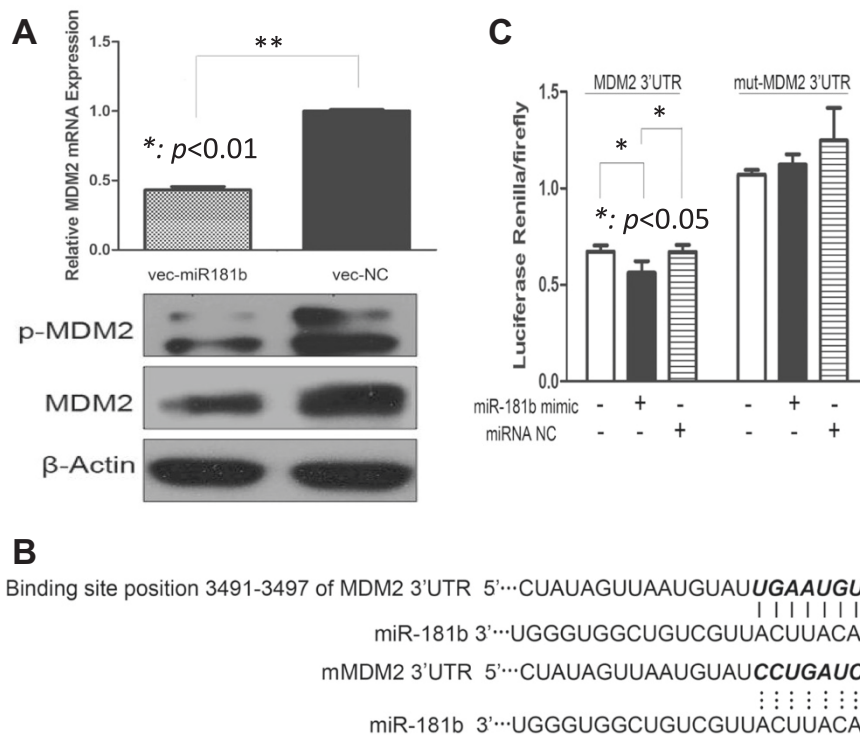 A
Relative MDM2 mRNA Expression
1.5
1.0
0.5
0.0
**
*: p<0.01
vec-miR181b vec-NC
p-MDM2
MDM2
β-Actin
C
Luciferase Renilla/firefly
1.5
1.0
0.5
0.0
MDM2 3’UTR mut-MDM2 3’UTR
*
*
*: p<0.05
miR-181b mimic - + - - + -
miRNA NC - - + - - +
B
Binding site position 3491-3497 of MDM2 3’UTR 5’···CUAUAGUUAAUGUAUUGAAUGU
miR-181b 3’···UGGGUGGCUGUCGUUACUUACA
mMDM2 3’UTR 5’···CUAUAGUUAAUGUAUCCUGAUC
miR-181b 3’···UGGGUGGCUGUCGUUACUUACA